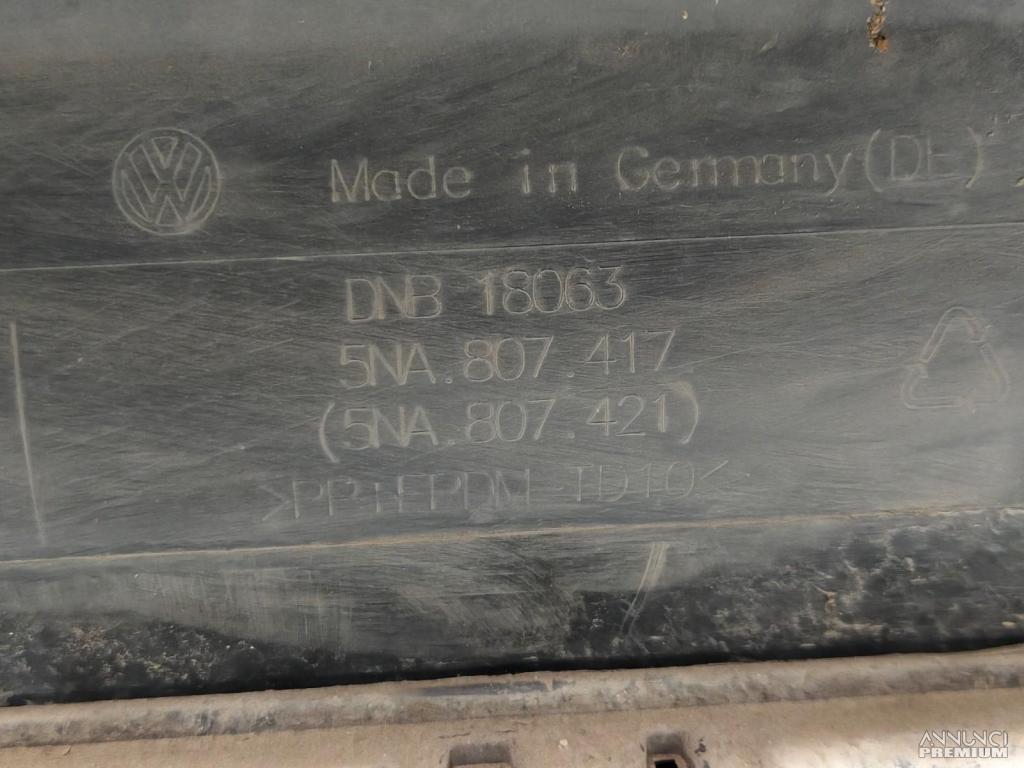 Made in Germany (DE)
DNB 18063
5NA.807.417
(5NA.807.421)
>PP+EPDM-TD10<
ANNUNCI
PREMIUM